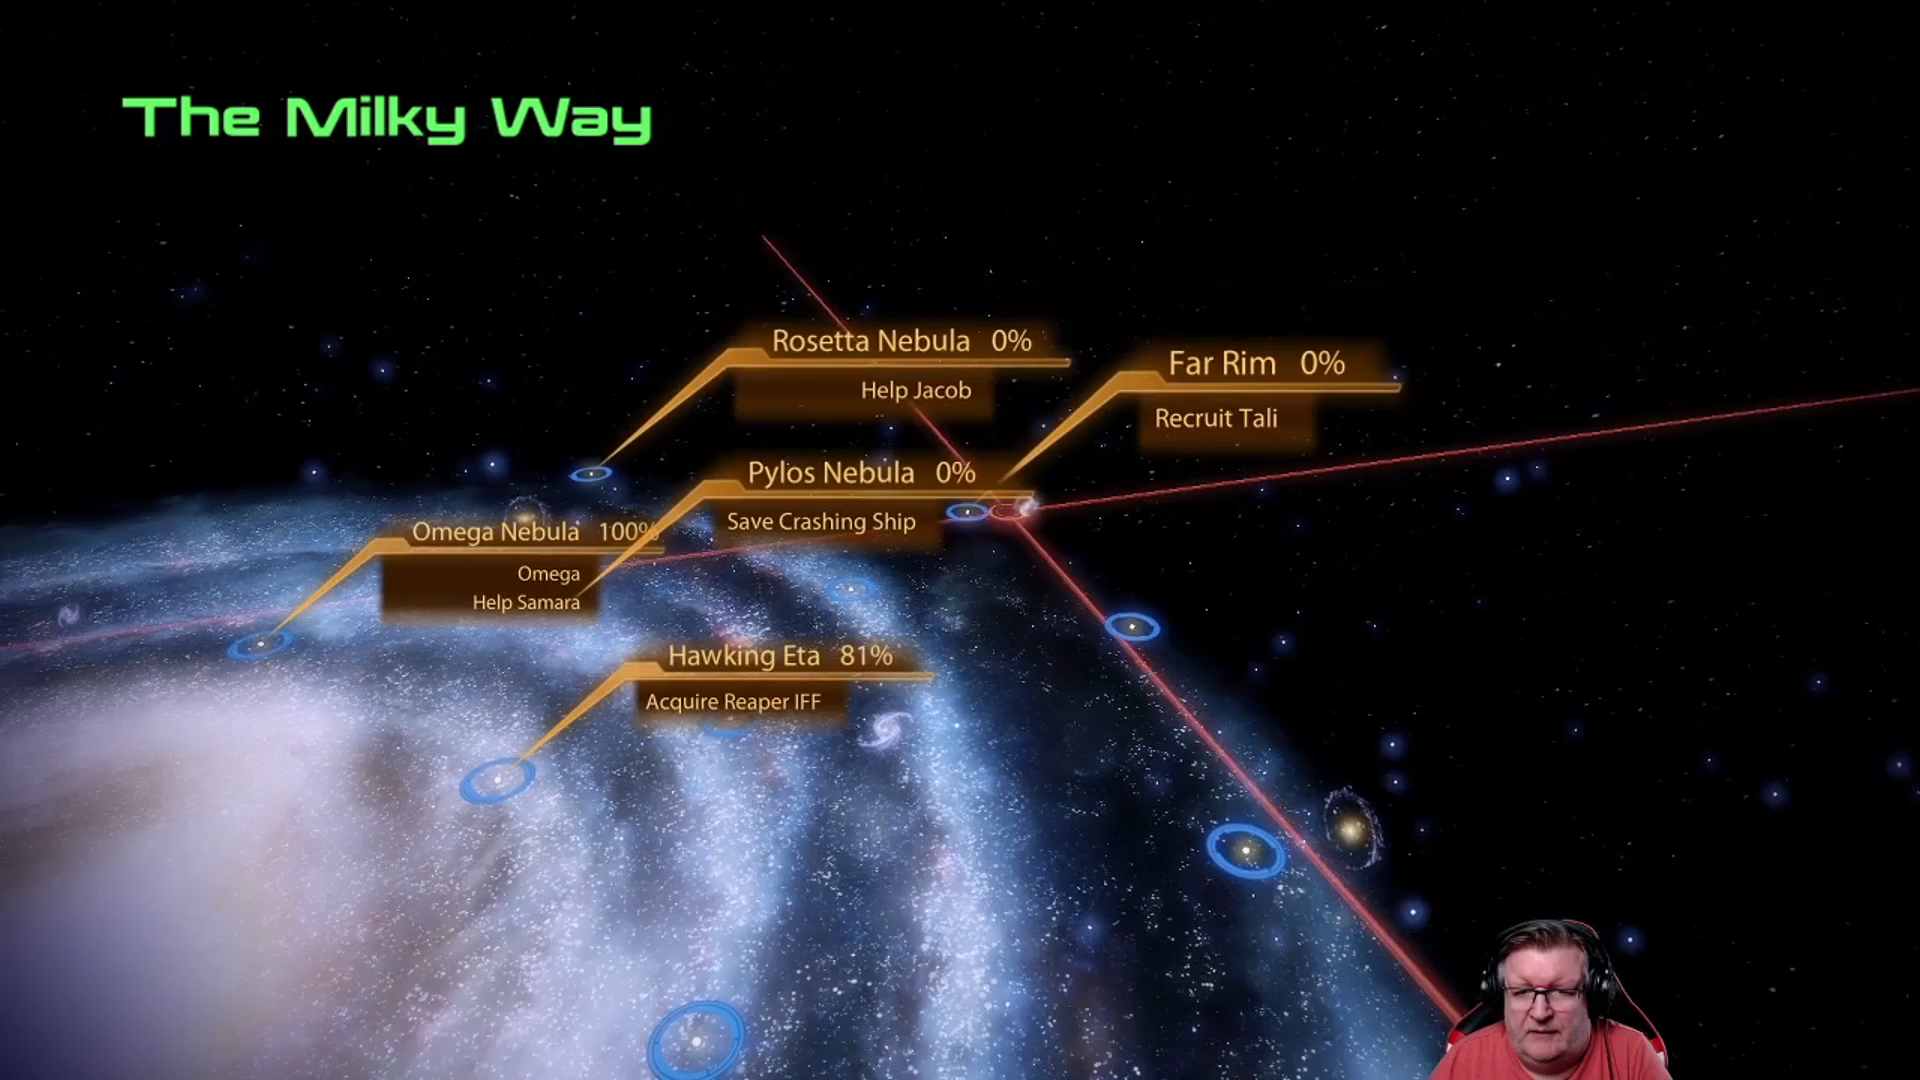 The Milky Way
Rosetta Nebula 0%
Help Jacob
Far Rim 0%
Recruit Tali
Pylos Nebula 0%
Save Crashing Ship
Omega Nebula 100%
Omega
Help Samara
Hawking Eta 81%
Acquire Reaper IFF